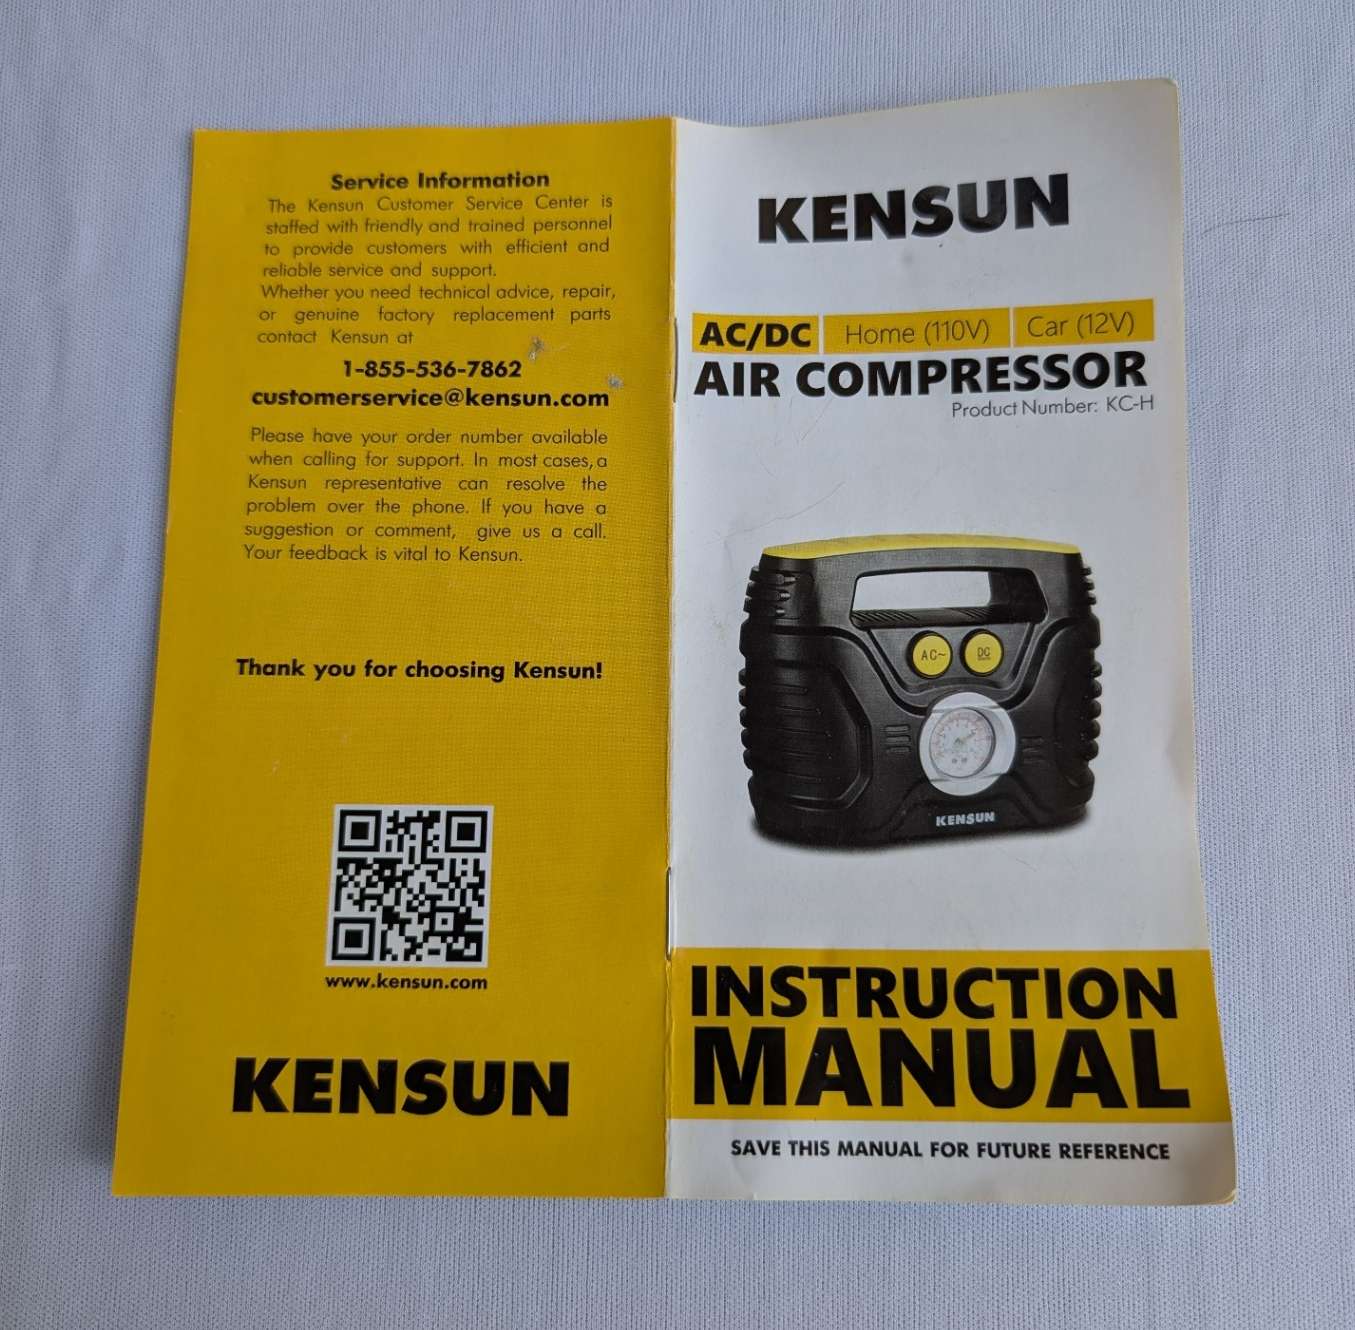 Service Information
The Kensun Customer Service Center is
staffed with friendly and trained personnel
to provide customers with efficient and
reliable service and support.
Whether you need technical advice, repair,
or genuine factory replacement parts
contact Kensun at
1-855-536-7862
customerservice@kensun.com
Please have your order number available
when calling for support. In most cases, a
Kensun representative can resolve the
problem over the phone. If you have a
suggestion or comment, give us a call.
Your feedback is vital to Kensun.
Thank you for choosing Kensun!
www.kensun.com
KENSUN
KENSUN
AC/DC Home (110V) Car (12V)
AIR COMPRESSOR
Product Number: KC-H
AC~ DC
KENSUN
INSTRUCTION
MANUAL
SAVE THIS MANUAL FOR FUTURE REFERENCE